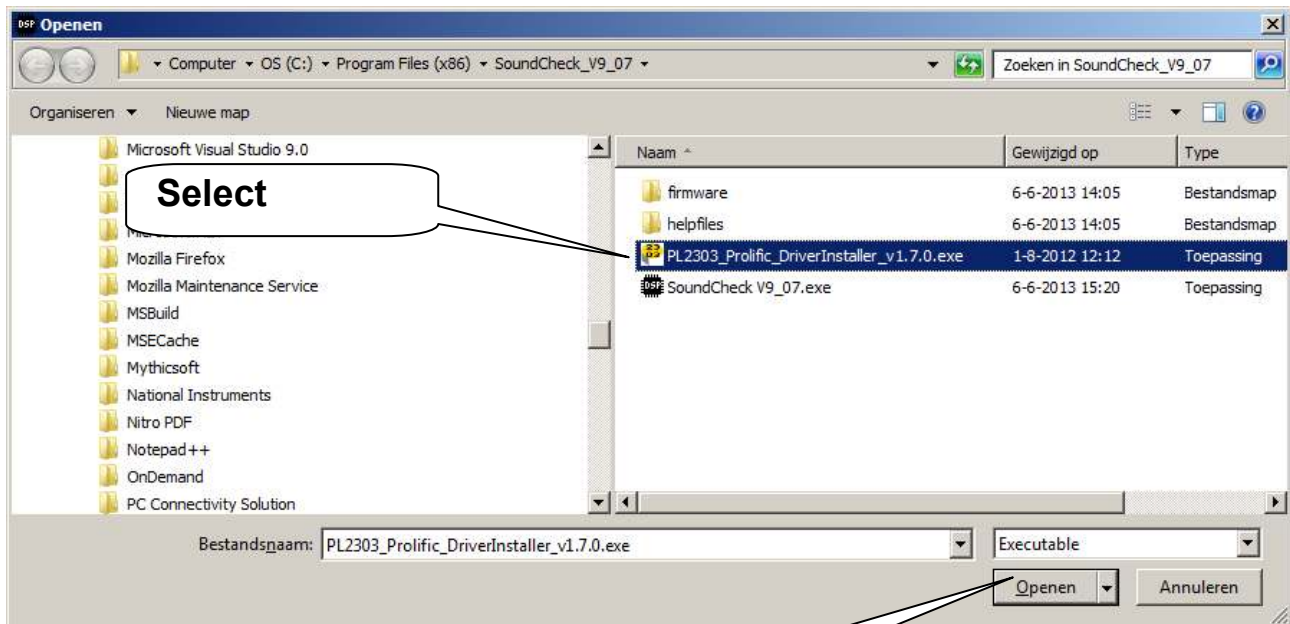 DSP Openen
Computer OS (C:) Program Files (x86) SoundCheck_V9_07 Zoeken in SoundCheck_V9_07
Organiseren Nieuwe map
Microsoft Visual Studio 9.0
Select
Mozilla Firefox
Mozilla Maintenance Service
MSBuild
MSECache
Mythicsoft
National Instruments
Nitro PDF
Notepad++
OnDemand
PC Connectivity Solution
Naam Gewijzigd op Type
firmware 6-6-2013 14:05 Bestandsmap
helpfiles 6-6-2013 14:05 Bestandsmap
PL2303_Prolific_DriverInstaller_v1.7.0.exe 1-8-2012 12:12 Toepassing
DSP SoundCheck V9_07.exe 6-6-2013 15:20 Toepassing
Bestandsnaam: PL2303_Prolific_DriverInstaller_v1.7.0.exe Executable
Openen Annuleren